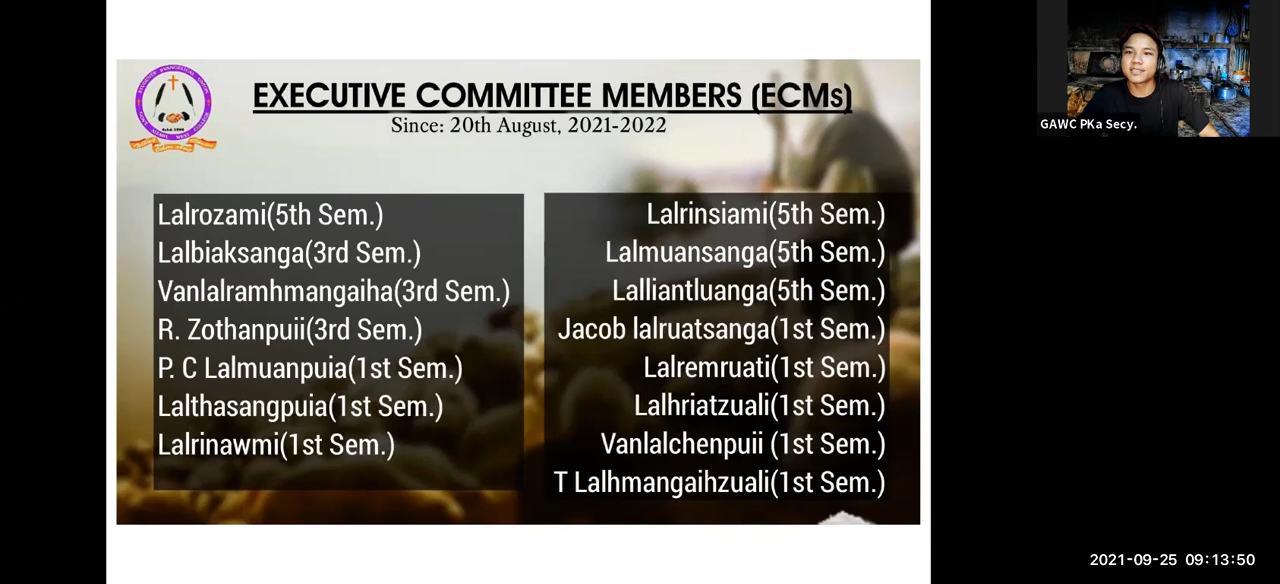 EXECUTIVE COMMITTEE MEMBERS (ECMs)
Since: 20th August, 2021-2022
Lalrozami(5th Sem.)
Lalbiaksanga(3rd Sem.)
Vanlalramhmangaiha(3rd Sem.)
R. Zothanpuii(3rd Sem.)
P. C Lalmuanpuia(1st Sem.)
Lalthasangpuia(1st Sem.)
Lalrinawmi(1st Sem.)
Lalrinsiami(5th Sem.)
Lalmuansanga(5th Sem.)
Lalliantluanga(5th Sem.)
Jacob lalruatsanga(1st Sem.)
Lalremruati(1st Sem.)
Lalhriatzuali(1st Sem.)
Vanlalchenpuii (1st Sem.)
T Lalhmangaihzuali(1st Sem.)
GAWC PKa Secy.
2021-09-25 09:13:50